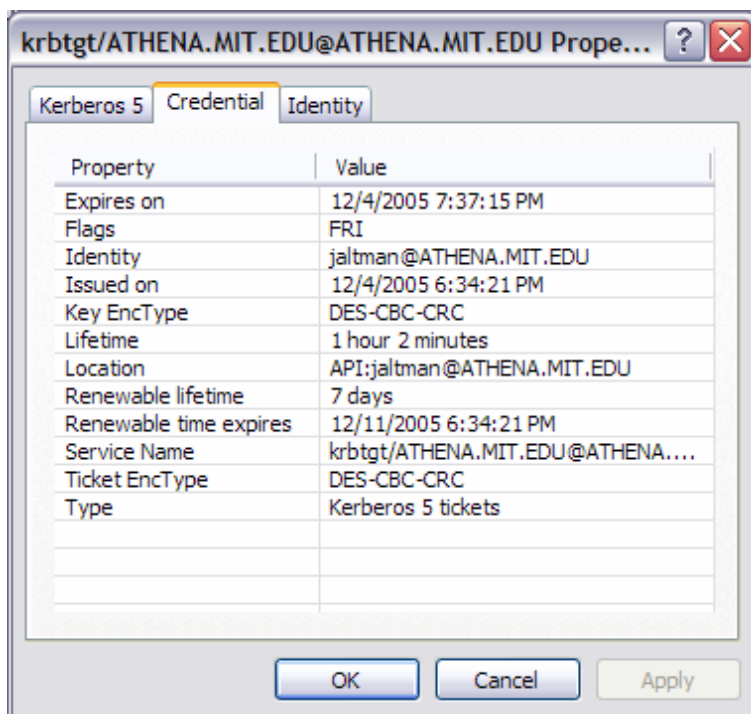 krbtgt/ATHENA.MIT.EDU@ATHENA.MIT.EDU Prope...
Kerberos 5 Credential Identity
Property Value
Expires on 12/4/2005 7:37:15 PM
Flags FRI
Identity jaltman@ATHENA.MIT.EDU
Issued on 12/4/2005 6:34:21 PM
Key EncType DES-CBC-CRC
Lifetime 1 hour 2 minutes
Location API:jaltman@ATHENA.MIT.EDU
Renewable lifetime 7 days
Renewable time expires 12/11/2005 6:34:21 PM
Service Name krbtgt/ATHENA.MIT.EDU@ATHENA....
Ticket EncType DES-CBC-CRC
Type Kerberos 5 tickets
OK Cancel Apply